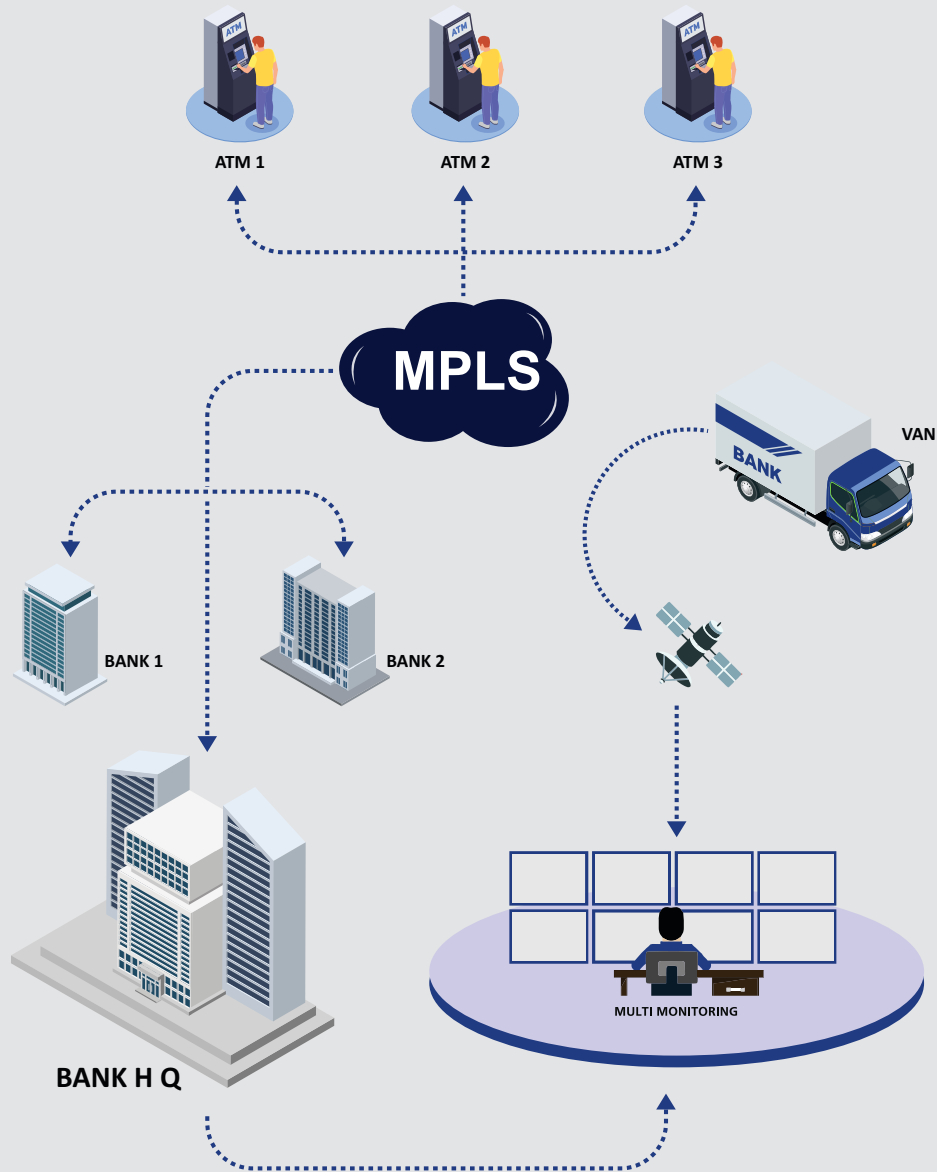 ATM
ATM
ATM
ATM 1
ATM 2
ATM 3
MPLS
BANK
VAN
BANK 1
BANK 2
MULTI MONITORING
BANK H Q